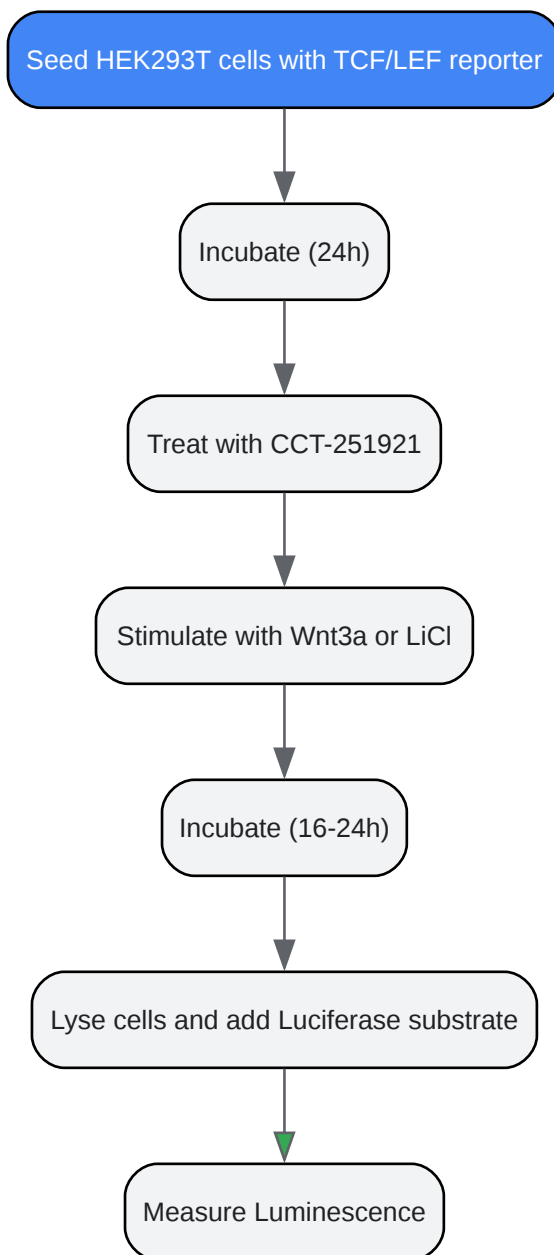 Seed HEK293T cells with TCF/LEF reporter
Incubate (24h)
Treat with CCT-251921
Stimulate with Wnt3a or LiCl
Incubate (16-24h)
Lyse cells and add Luciferase substrate
Measure Luminescence